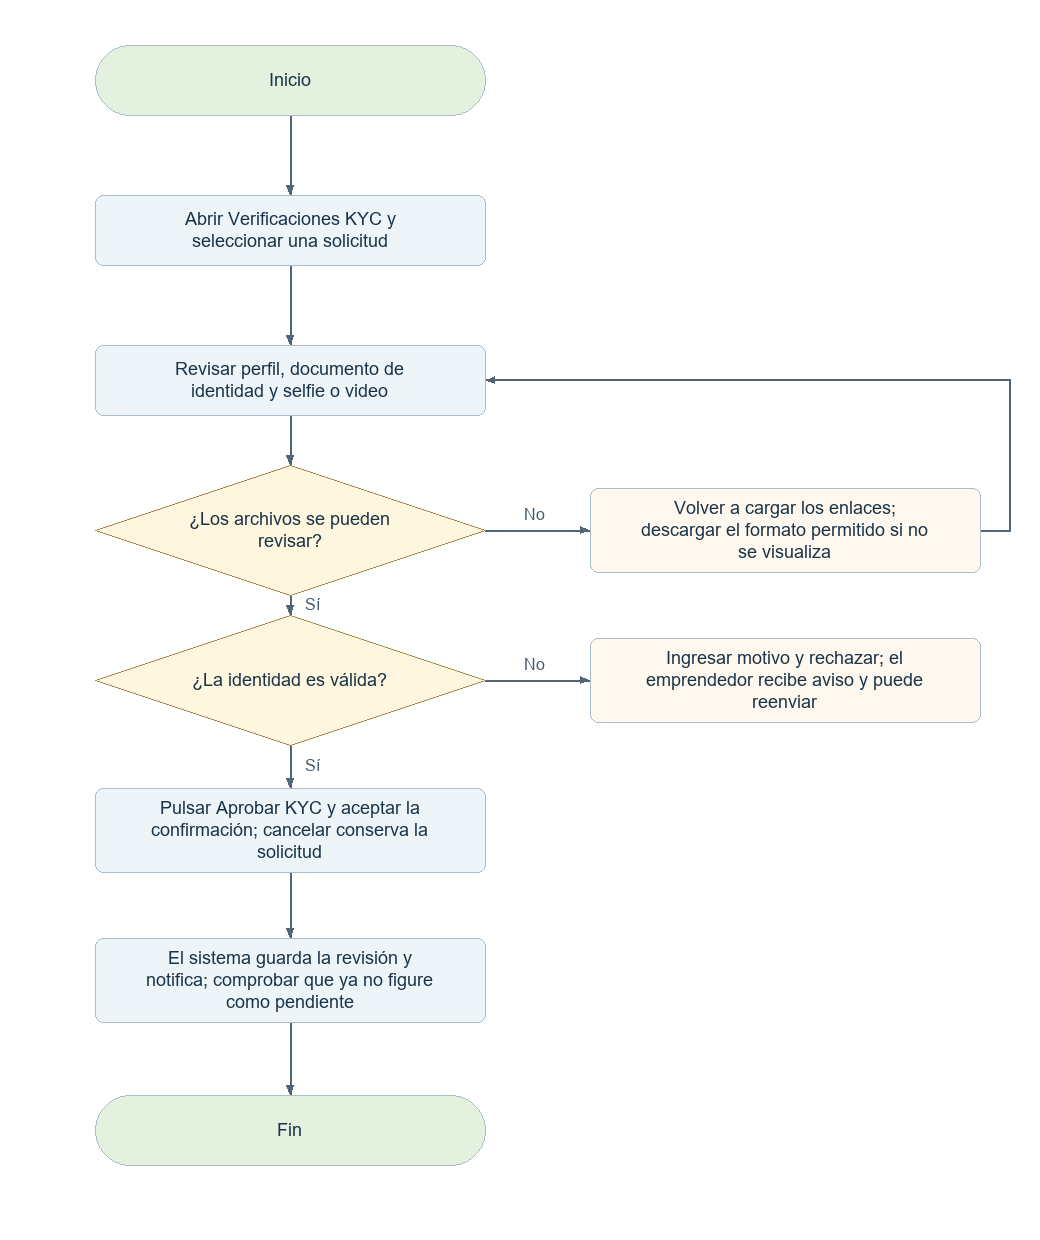 Inicio
Abrir Verificaciones KYC y
seleccionar una solicitud
Revisar perfil, documento de
identidad y selfie o video
¿Los archivos se pueden
revisar?
No
Volver a cargar los enlaces;
descargar el formato permitido si no
se visualiza
Sí
¿La identidad es válida?
No
Ingresar motivo y rechazar; el
emprendedor recibe aviso y puede
reenviar
Sí
Pulsar Aprobar KYC y aceptar la
confirmación; cancelar conserva la
solicitud
El sistema guarda la revisión y
notifica; comprobar que ya no figure
como pendiente
Fin